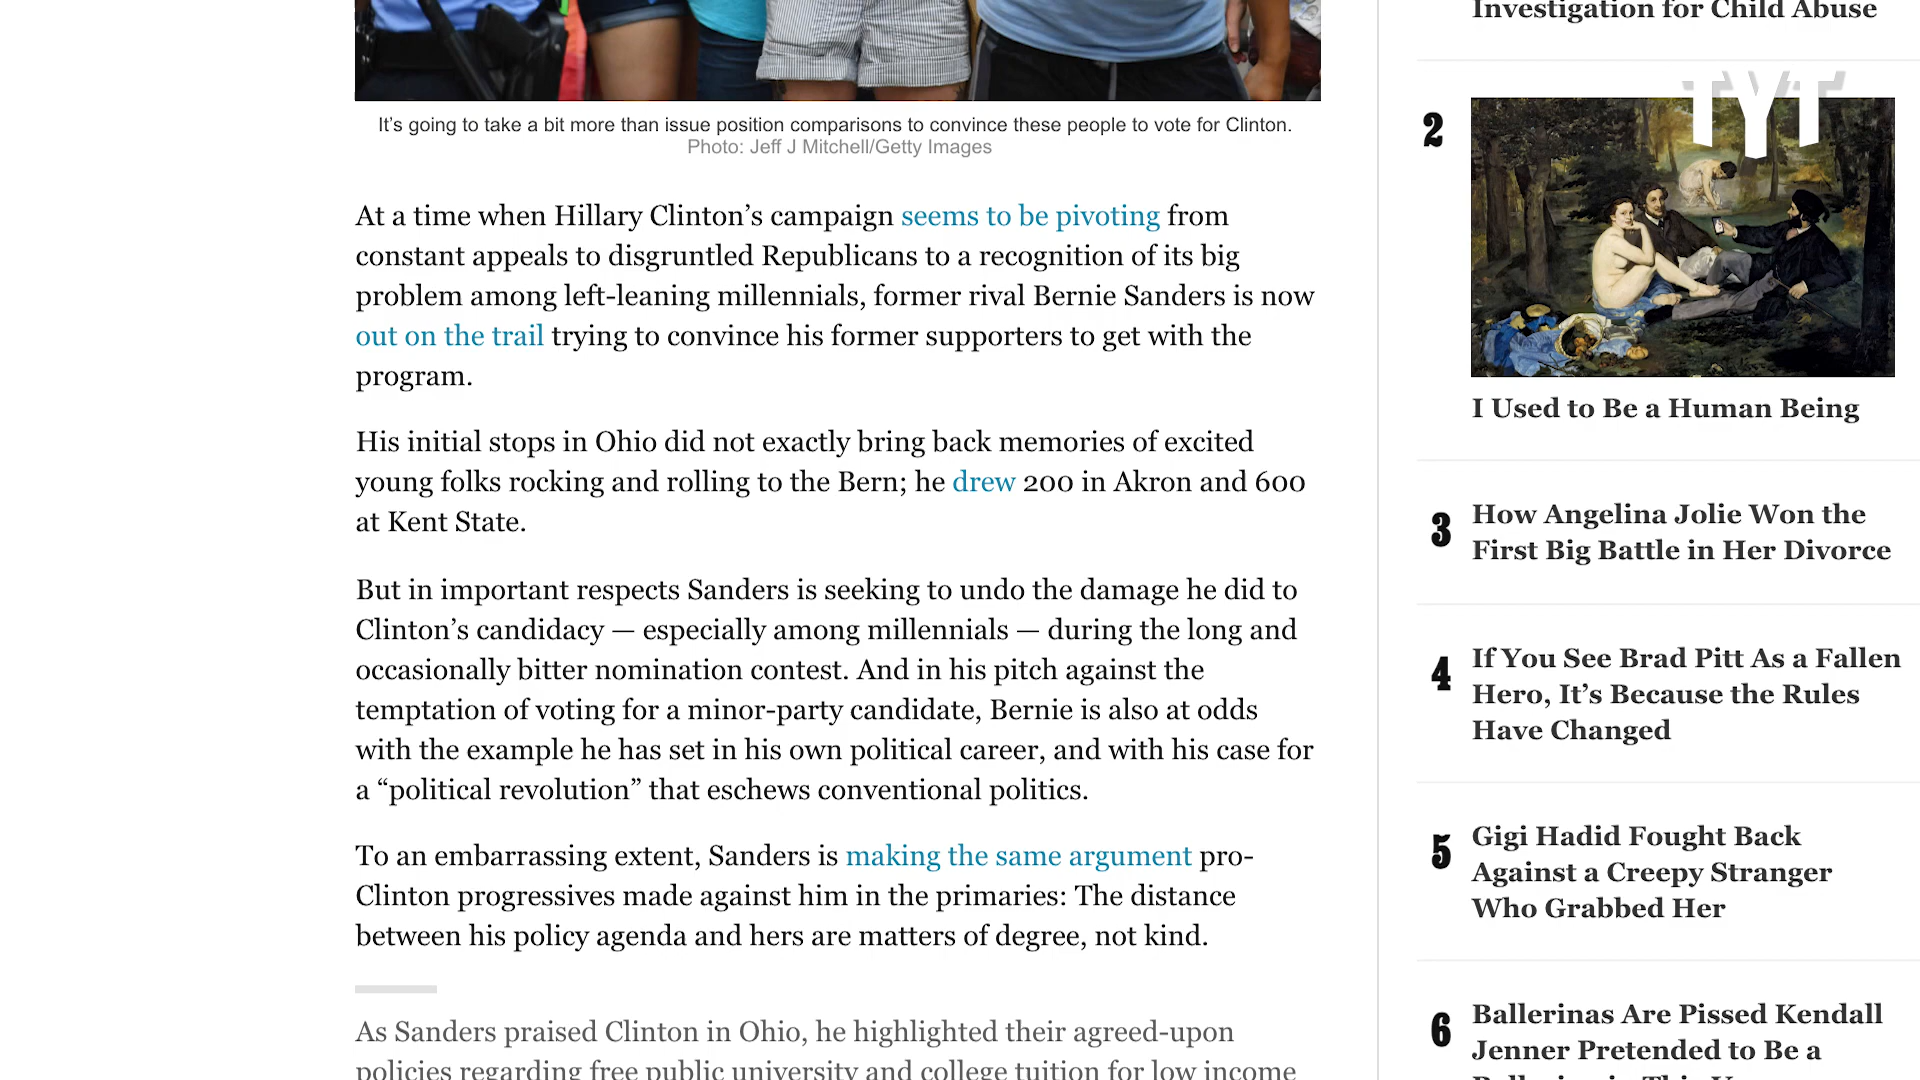 It’s going to take a bit more than issue position comparisons to convince these people to vote for Clinton.
Photo: Jeff J Mitchell/Getty Images
At a time when Hillary Clinton’s campaign seems to be pivoting from
constant appeals to disgruntled Republicans to a recognition of its big
problem among left-leaning millennials, former rival Bernie Sanders is now
out on the trail trying to convince his former supporters to get with the
program.
His initial stops in Ohio did not exactly bring back memories of excited
young folks rocking and rolling to the Bern; he drew 200 in Akron and 600
at Kent State.
But in important respects Sanders is seeking to undo the damage he did to
Clinton’s candidacy — especially among millennials — during the long and
occasionally bitter nomination contest. And in his pitch against the
temptation of voting for a minor-party candidate, Bernie is also at odds
with the example he has set in his own political career, and with his case for
a “political revolution” that eschews conventional politics.
To an embarrassing extent, Sanders is making the same argument pro-
Clinton progressives made against him in the primaries: The distance
between his policy agenda and hers are matters of degree, not kind.
As Sanders praised Clinton in Ohio, he highlighted their agreed-upon
policies regarding free public university and college tuition for low income
Investigation for Child Abuse
TYT
2
I Used to Be a Human Being
3
How Angelina Jolie Won the
First Big Battle in Her Divorce
4
If You See Brad Pitt As a Fallen
Hero, It’s Because the Rules
Have Changed
5
Gigi Hadid Fought Back
Against a Creepy Stranger
Who Grabbed Her
6
Ballerinas Are Pissed Kendall
Jenner Pretended to Be a